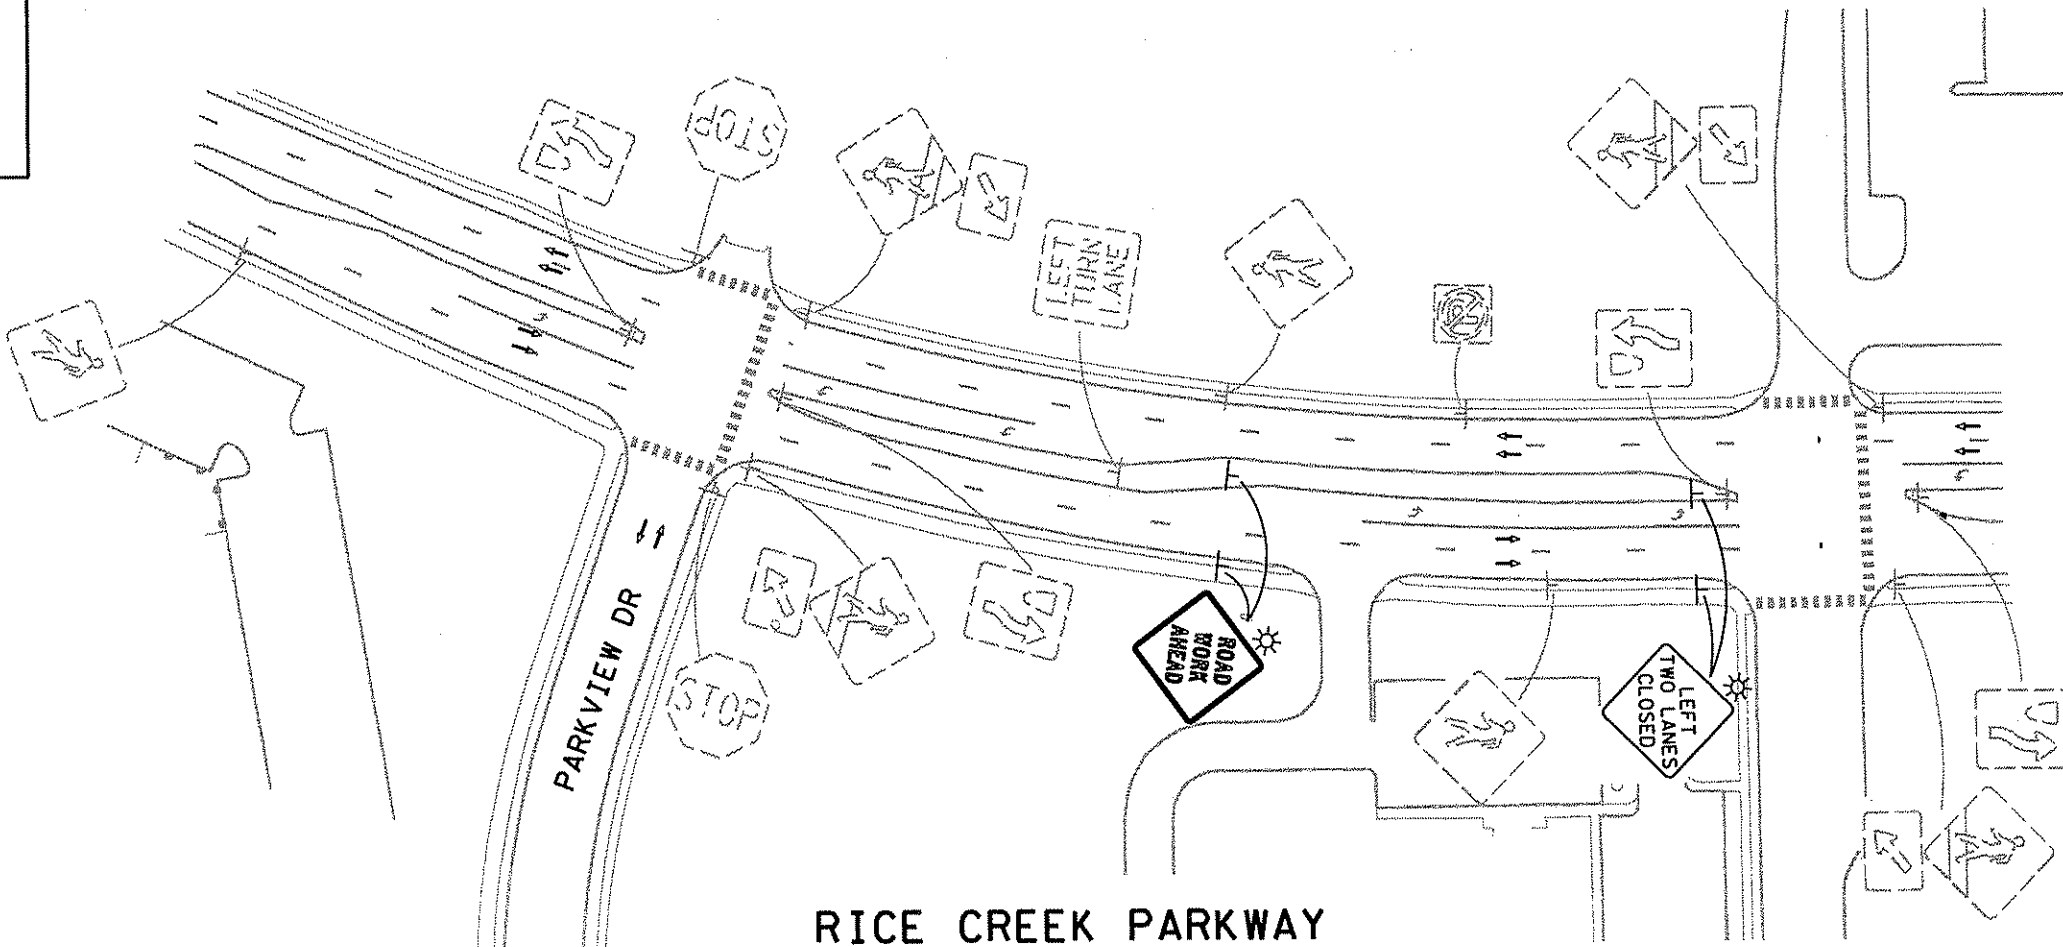 STOP
LEFT
TURN
LANE
STOP
PARKVIEW DR
ROAD
WORK
AHEAD
LEFT
TWO LANES
CLOSED
RICE CREEK PARKWAY